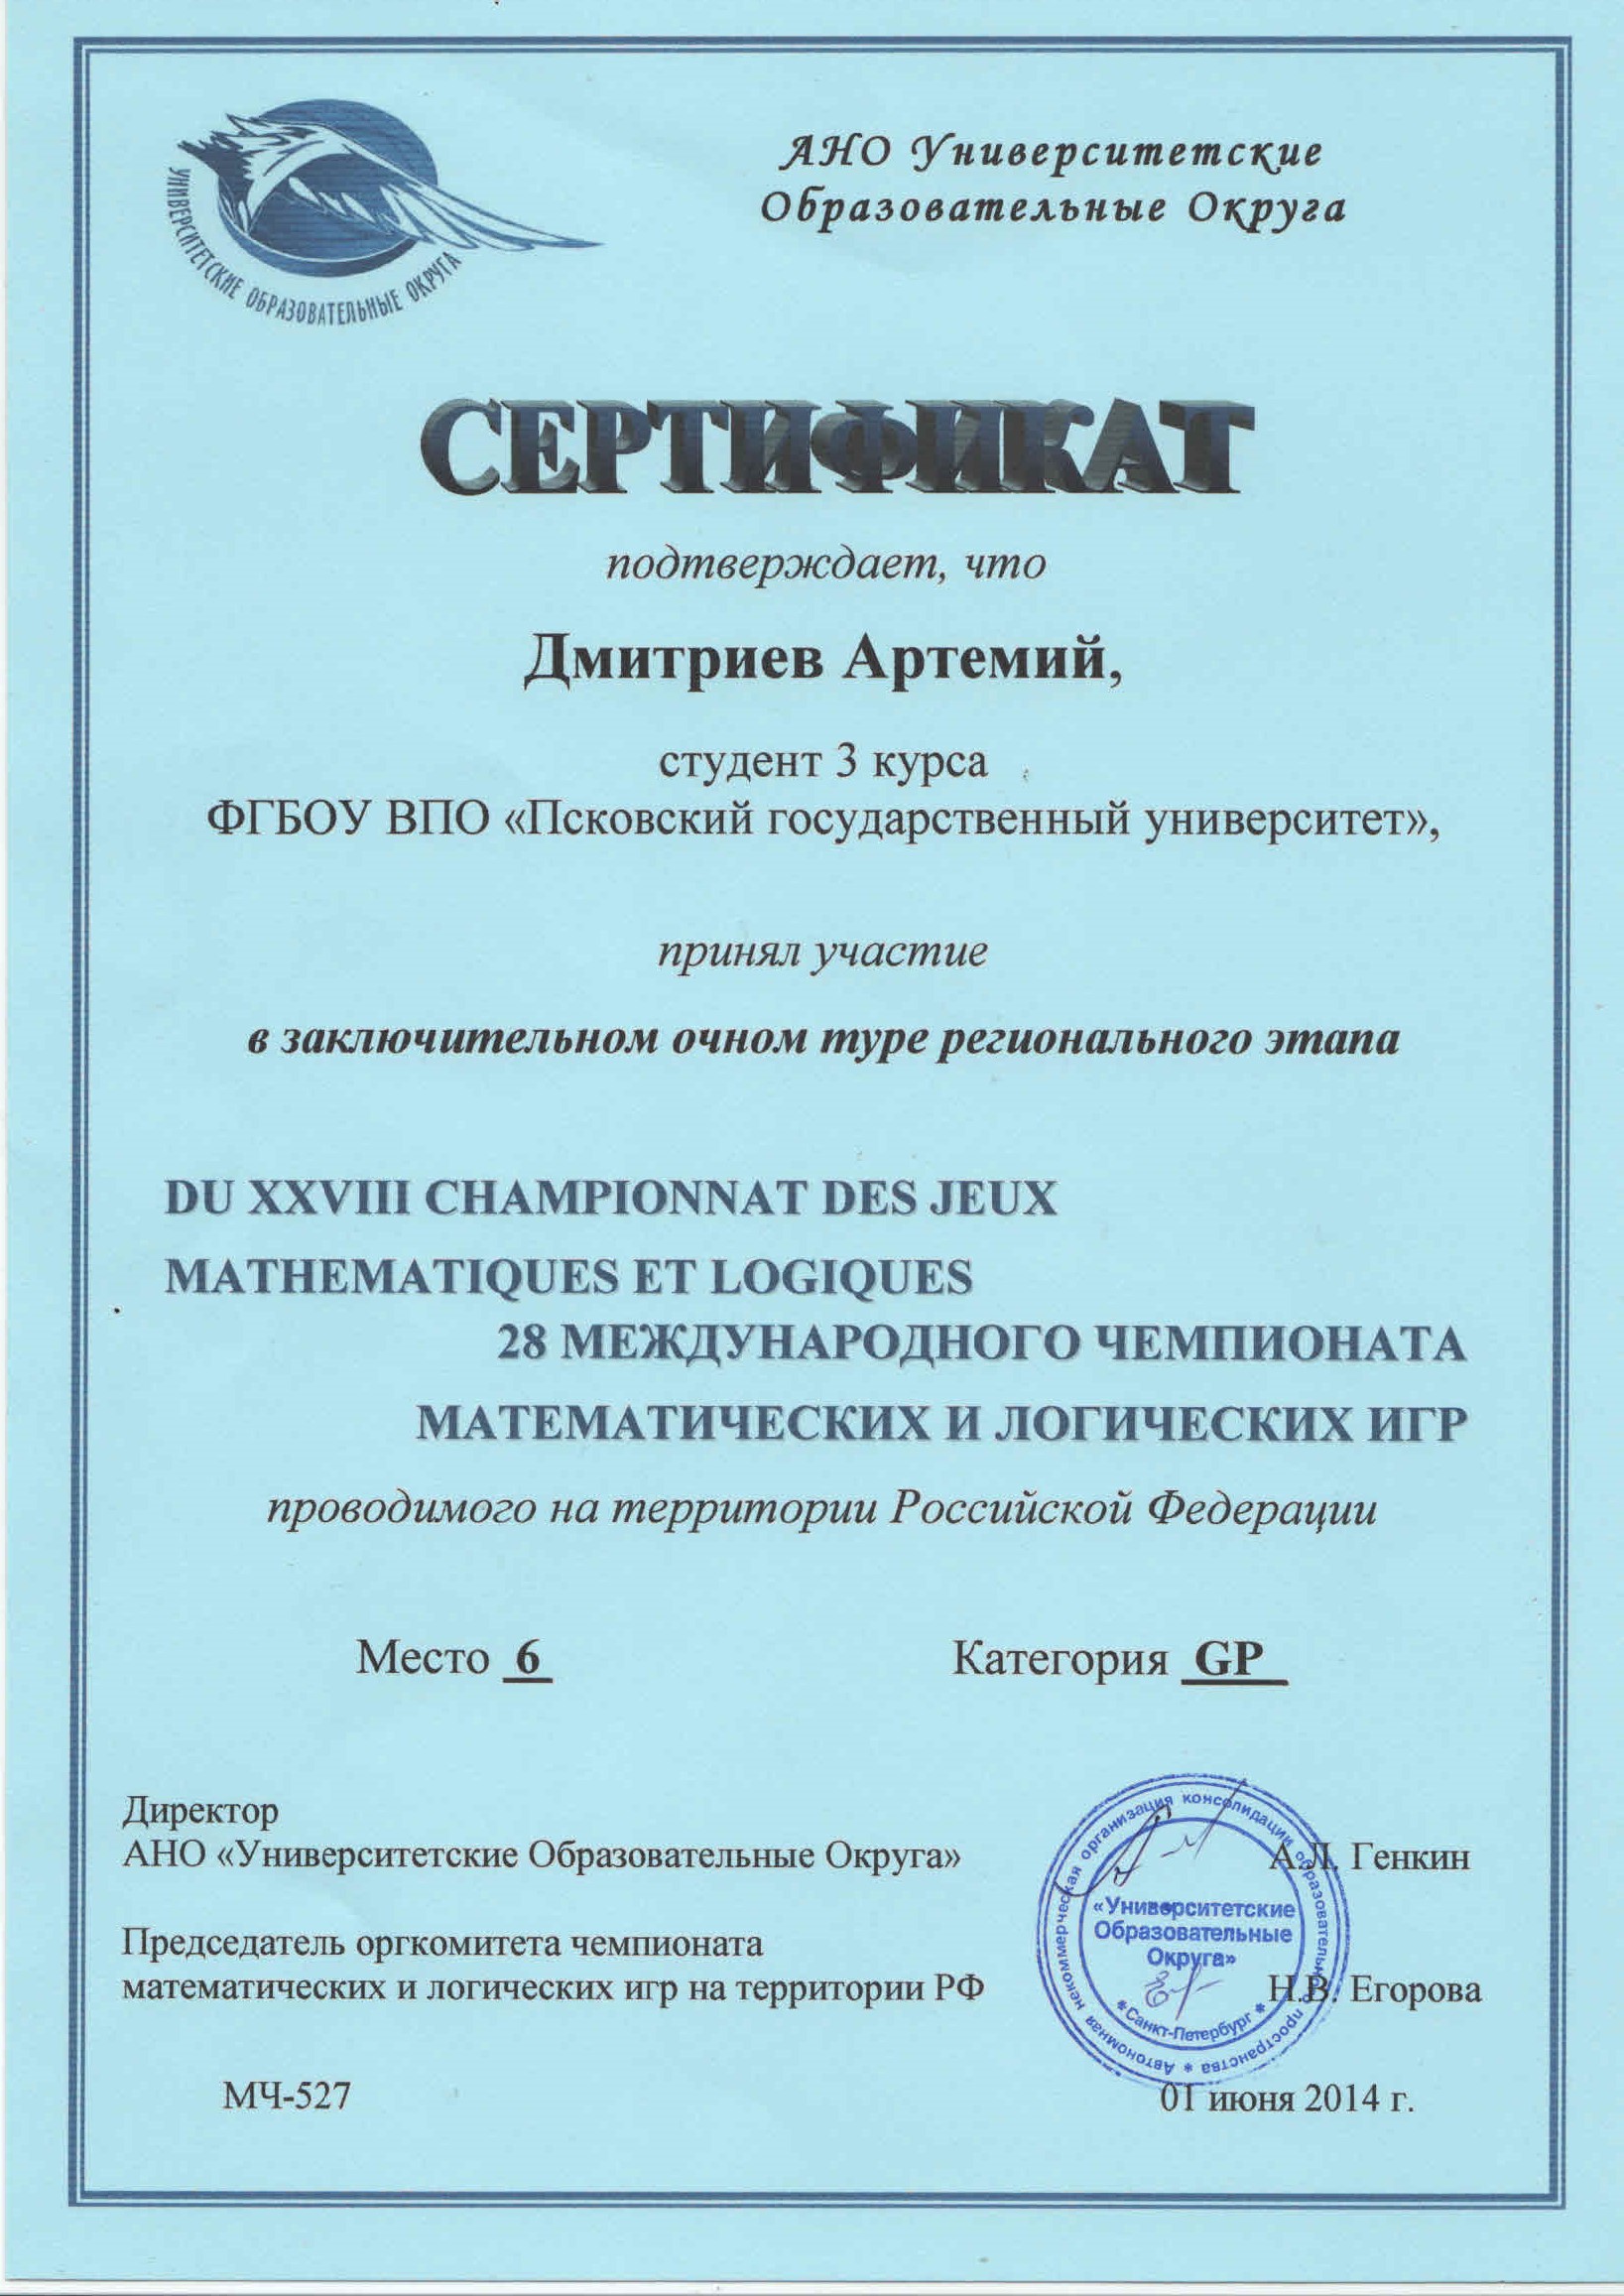 УНИВЕРСИТЕТСКИЕ ОБРАЗОВАТЕЛЬНЫЕ ОКРУГА
АНО Университетские
Образовательные Округа
СЕРТИФИКАТ
подтверждает, что
Дмитриев Артемий,
студент 3 курса
ФГБОУ ВПО «Псковский государственный университет»,
принял участие
в заключительном очном туре регионального этапа
DU XXVIII CHAMPIONNAT DES JEUX
MATHEMATIQUES ET LOGIQUES
28 МЕЖДУНАРОДНОГО ЧЕМПИОНАТА
МАТЕМАТИЧЕСКИХ И ЛОГИЧЕСКИХ ИГР
проводимого на территории Российской Федерации
Место 6 Категория GP
Директор
АНО «Университетские Образовательные Округа» А.Л. Генкин
Председатель оргкомитета чемпионата
математических и логических игр на территории РФ Н.В. Егорова
Автономная некоммерческая организация консолидации образовательного пространства
«Университетские
Образовательные
Округа»
* Санкт-Петербург *
МЧ-527 01 июня 2014 г.